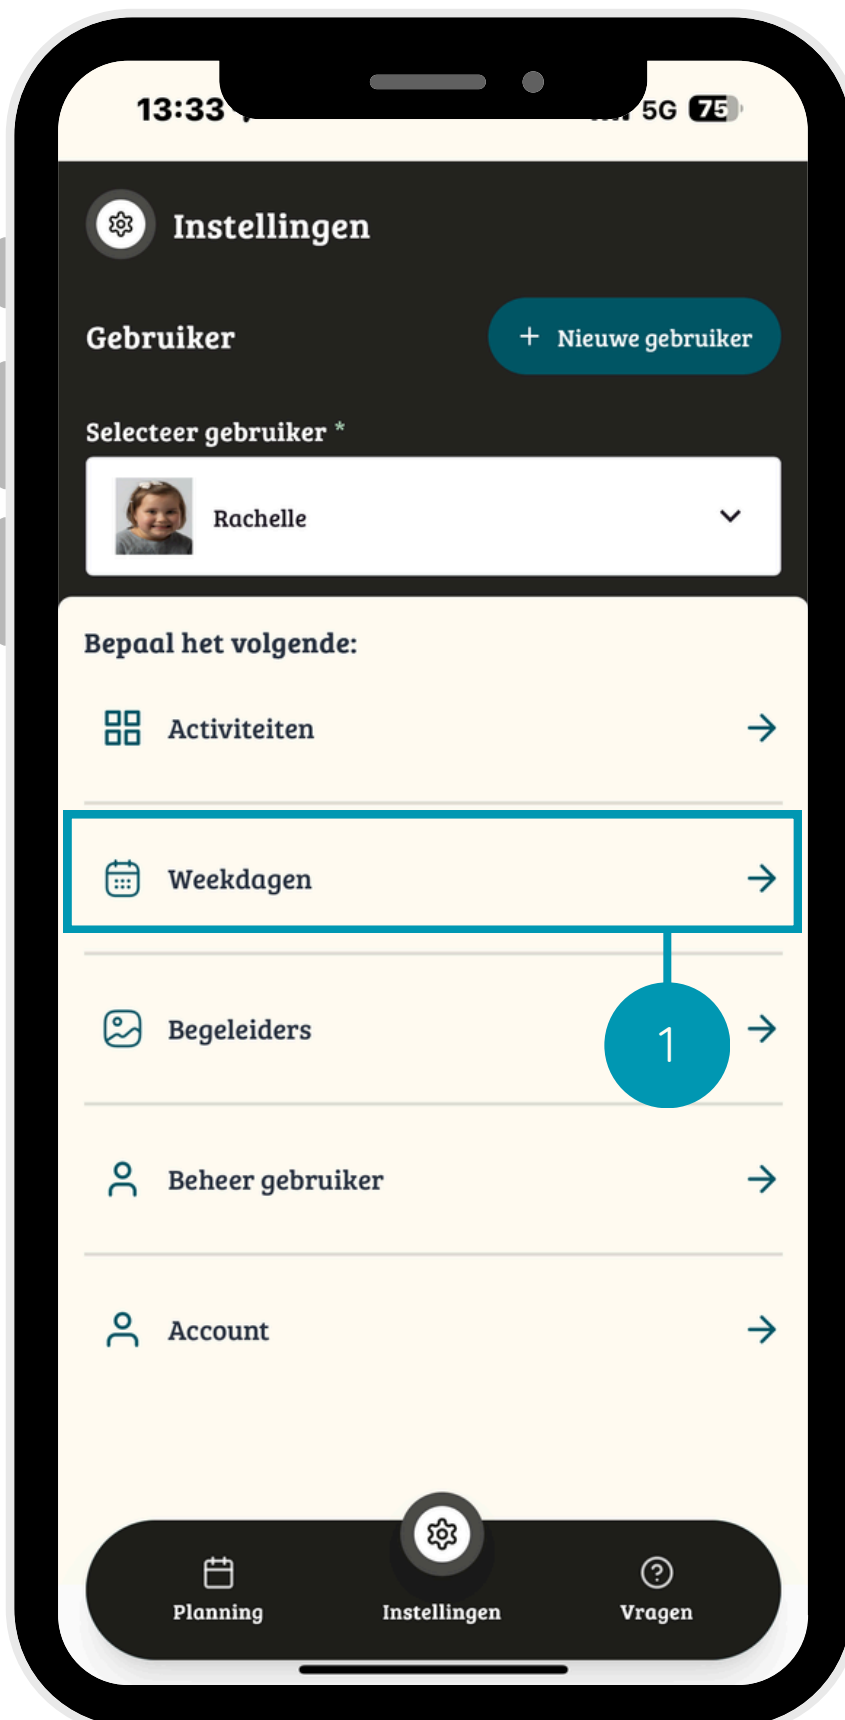 13:33 5G 75
Instellingen
Gebruiker
+ Nieuwe gebruiker
Selecteer gebruiker *
Rachelle
Bepaal het volgende:
Activiteiten
Weekdagen
Begeleiders
1
Beheer gebruiker
Account
Planning Instellingen Vragen